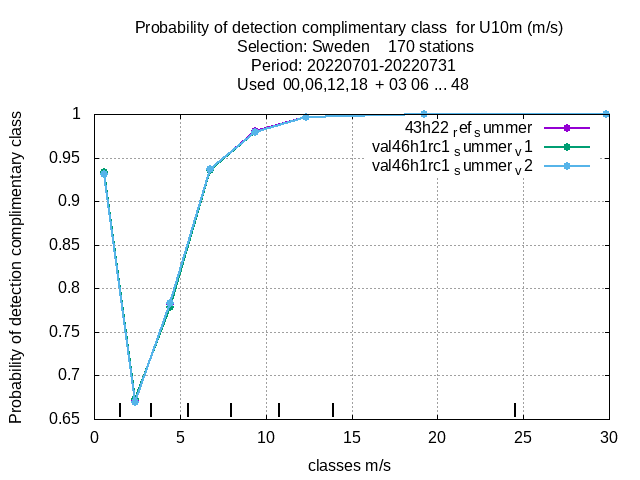 Probability of detection complimentary class  for U10m (m/s)
Selection: Sweden    170 stations
Period: 20220701-20220731
Used  00,06,12,18  + 03 06 ... 48
Probability of detection complimentary class
1
0.95
0.9
0.85
0.8
0.75
0.7
0.65
43h22 ref summer
val46h1rc1 summer v1
val46h1rc1 summer v2
0 5 10 15 20 25 30
classes m/s